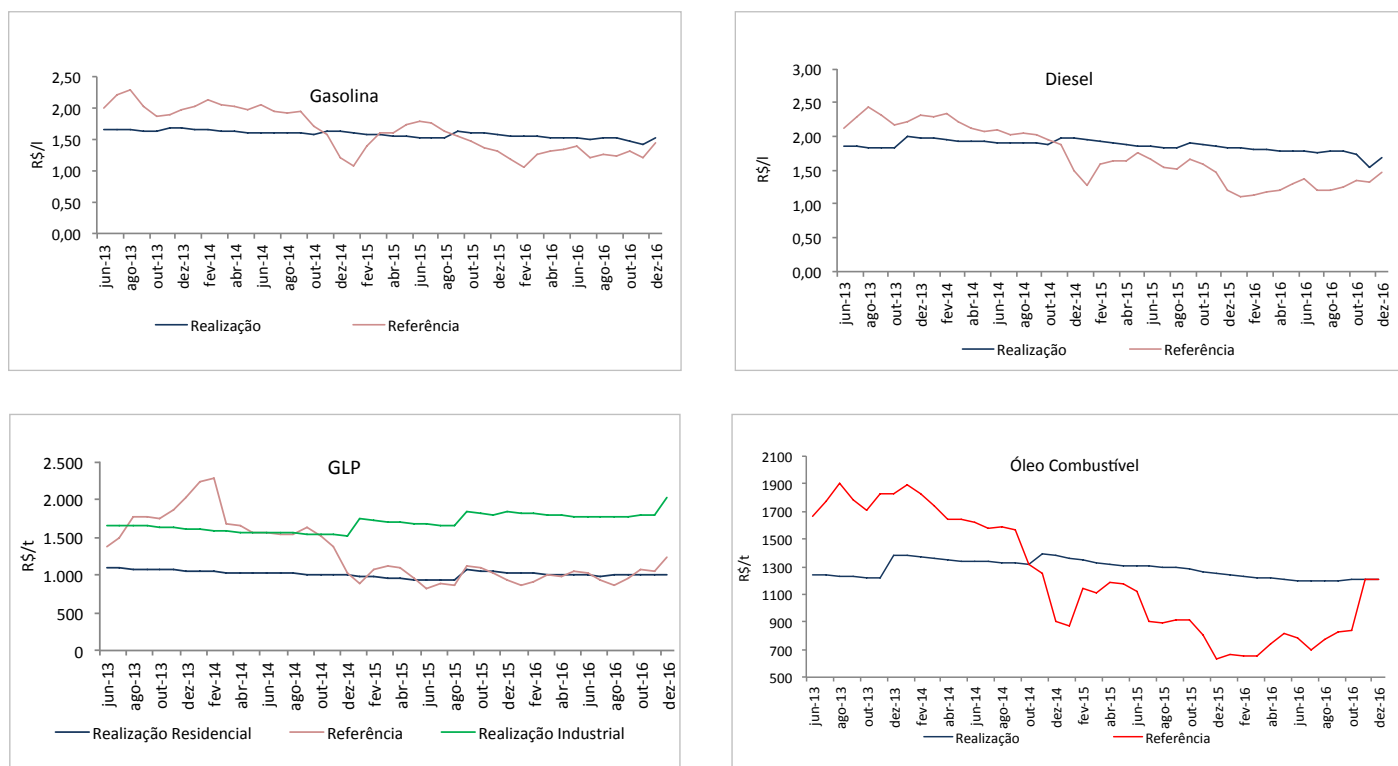 Gasolina
R$/l
2,50
2,00
1,50
1,00
0,50
0,00
jun-13
ago-13
out-13
dez-13
fev-14
abr-14
jun-14
ago-14
out-14
dez-14
fev-15
abr-15
jun-15
ago-15
out-15
dez-15
fev-16
abr-16
jun-16
ago-16
out-16
dez-16
Realização Referência
Diesel
R$/l
3,00
2,50
2,00
1,50
1,00
0,50
0,00
jun-13
ago-13
out-13
dez-13
fev-14
abr-14
jun-14
ago-14
out-14
dez-14
fev-15
abr-15
jun-15
ago-15
out-15
dez-15
fev-16
abr-16
jun-16
ago-16
out-16
dez-16
Realização Referência
GLP
R$/t
2.500
2.000
1.500
1.000
500
0
jun-13
ago-13
out-13
dez-13
fev-14
abr-14
jun-14
ago-14
out-14
dez-14
fev-15
abr-15
jun-15
ago-15
out-15
dez-15
fev-16
abr-16
jun-16
ago-16
out-16
dez-16
Realização Residencial Referência Realização Industrial
Óleo Combustível
R$/t
2100
1900
1700
1500
1300
1100
900
700
500
jun-13
ago-13
out-13
dez-13
fev-14
abr-14
jun-14
ago-14
out-14
dez-14
fev-15
abr-15
jun-15
ago-15
out-15
dez-15
fev-16
abr-16
jun-16
ago-16
out-16
dez-16
Realização Referência